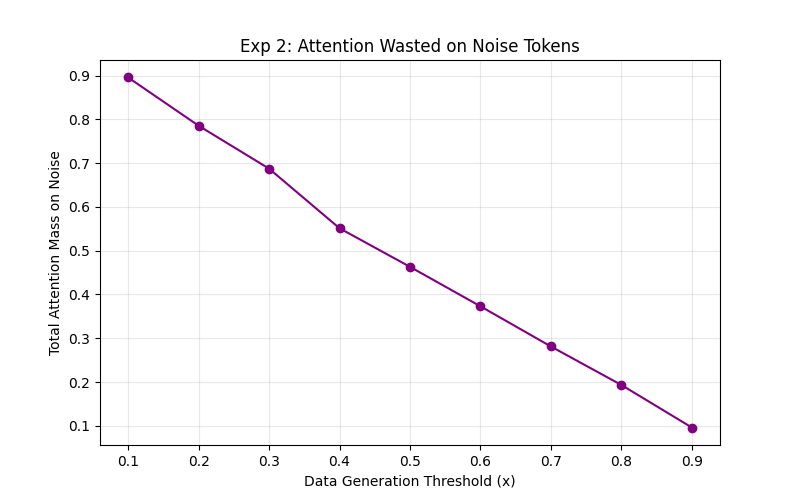 Exp 2: Attention Wasted on Noise Tokens
Total Attention Mass on Noise
0.9
0.8
0.7
0.6
0.5
0.4
0.3
0.2
0.1
0.1 0.2 0.3 0.4 0.5 0.6 0.7 0.8 0.9
Data Generation Threshold (x)